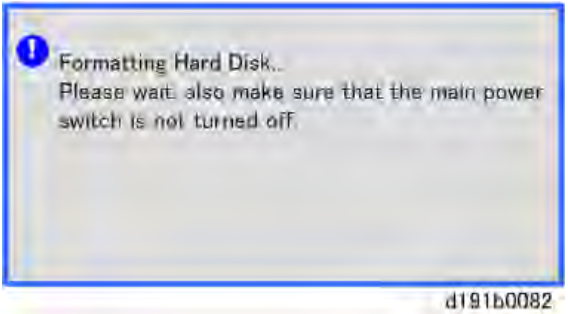 Formatting Hard Disk..
Please wait. also make sure that the main power
switch is not turned off.
d191b0082